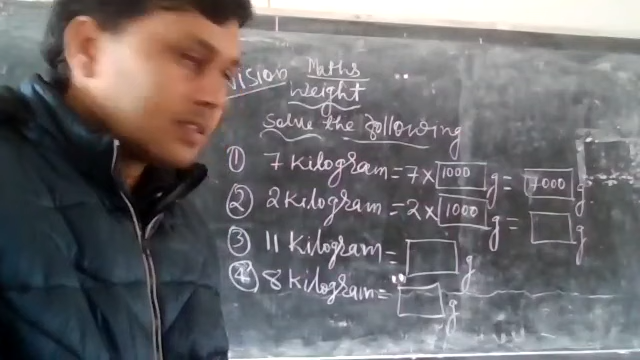 vision Maths
Weight
Solve the following
① 7 Kilogram = 7 × 1000 g = 7000 g
② 2 Kilogram = 2 × 1000 g = g
③ 11 Kilogram = g
④ 8 Kilogram = g